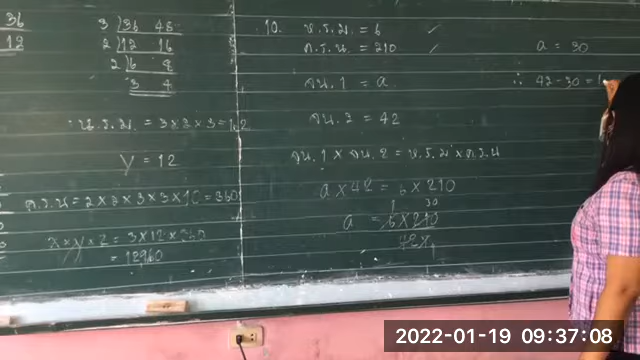 36
12
3 36 48
2 12 16
2 6 8
3 4
ห.ร.ม. = 3×2×2 = 12
y = 12
ค.ร.น = 2×2×3×3×10 = 360
x×y×z = 3×12×360
= 12960
10. ห.ร.ม = 6
ค.ร.น. = 210
จน. 1 = a
จน. 2 = 42
จน. 1 × จน. 2 = ห.ร.ม × ค.ร.น
a × 42 = 6 × 210
1 30
a = 6 × 210
42
a = 30
∴ 42 - 30 = 1
2022-01-19 09:37:08